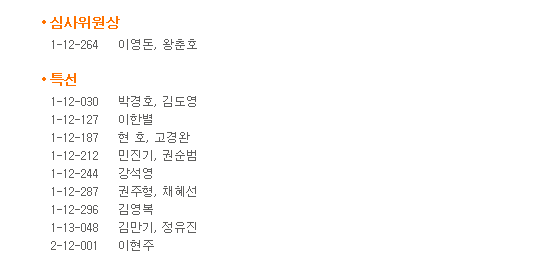 • 심사위원상
1-12-264 이영돈, 왕춘호
• 특선
1-12-030 박경호, 김도영
1-12-127 이한별
1-12-187 현 호, 고경완
1-12-212 민진기, 권순범
1-12-244 강석영
1-12-287 권주형, 채혜선
1-12-296 김영복
1-13-048 김만기, 정유진
2-12-001 이현주